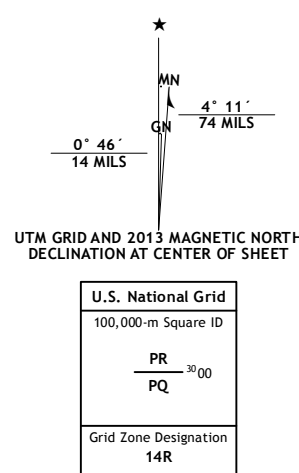 ★
MN
GN
4° 11´
74 MILS
0° 46´
14 MILS
UTM GRID AND 2013 MAGNETIC NORTH
DECLINATION AT CENTER OF SHEET
U.S. National Grid
100,000-m Square ID
PR
3000
PQ
Grid Zone Designation
14R